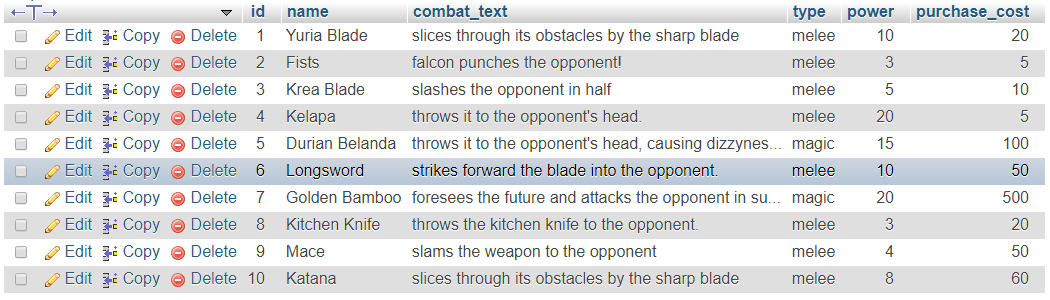 id name combat_text type power purchase_cost
Edit Copy Delete 1 Yuria Blade slices through its obstacles by the sharp blade melee 10 20
Edit Copy Delete 2 Fists falcon punches the opponent! melee 3 5
Edit Copy Delete 3 Krea Blade slashes the opponent in half melee 5 10
Edit Copy Delete 4 Kelapa throws it to the opponent's head. melee 20 5
Edit Copy Delete 5 Durian Belanda throws it to the opponent's head, causing dizzynes... magic 15 100
Edit Copy Delete 6 Longsword strikes forward the blade into the opponent. melee 10 50
Edit Copy Delete 7 Golden Bamboo foresees the future and attacks the opponent in su... magic 20 500
Edit Copy Delete 8 Kitchen Knife throws the kitchen knife to the opponent. melee 3 20
Edit Copy Delete 9 Mace slams the weapon to the opponent melee 4 50
Edit Copy Delete 10 Katana slices through its obstacles by the sharp blade melee 8 60